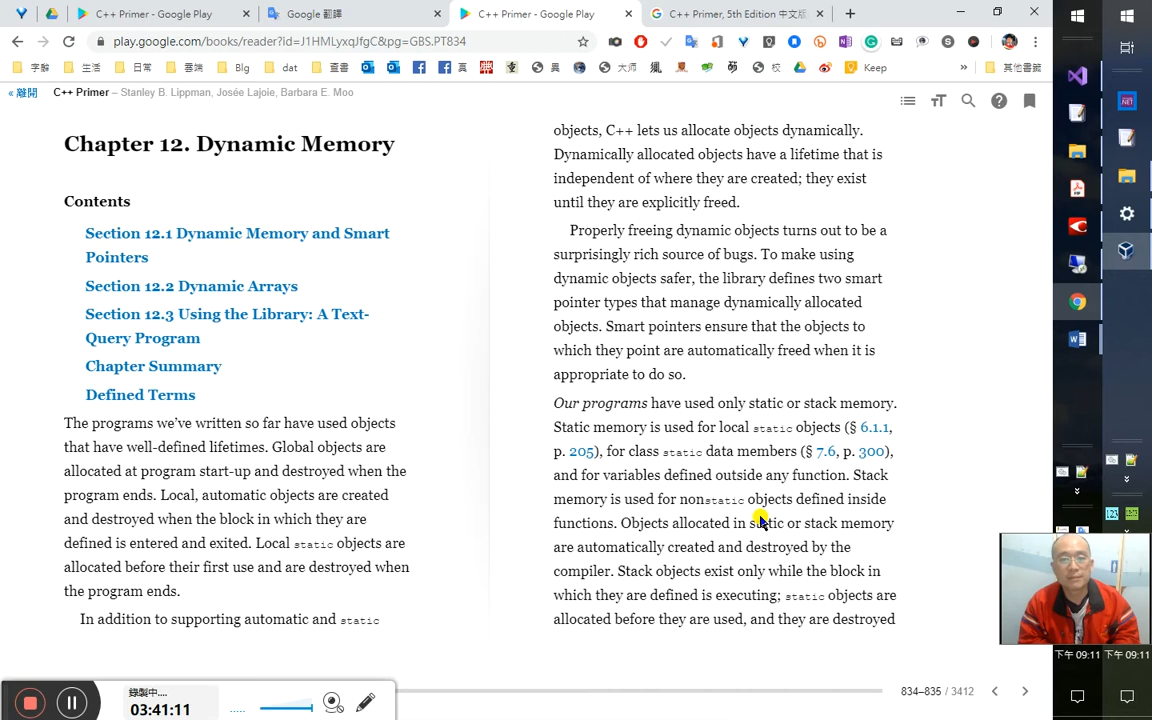 C++ Primer - Google Play
Google 翻譯
C++ Primer - Google Play
C++ Primer, 5th Edition 中文版
play.google.com/books/reader?id=J1HMLyxqJfgC&pg=GBS.PT834
字辭
生活
日常
雲端
Blg
dat
查書
真
異
大师
校
Keep
»
其他書籤
« 離開
C++ Primer – Stanley B. Lippman, Josée Lajoie, Barbara E. Moo
Chapter 12. Dynamic Memory
Contents
Section 12.1 Dynamic Memory and Smart
Pointers
Section 12.2 Dynamic Arrays
Section 12.3 Using the Library: A Text-
Query Program
Chapter Summary
Defined Terms
The programs we've written so far have used objects
that have well-defined lifetimes. Global objects are
allocated at program start-up and destroyed when the
program ends. Local, automatic objects are created
and destroyed when the block in which they are
defined is entered and exited. Local static objects are
allocated before their first use and are destroyed when
the program ends.
In addition to supporting automatic and static
objects, C++ lets us allocate objects dynamically.
Dynamically allocated objects have a lifetime that is
independent of where they are created; they exist
until they are explicitly freed.
Properly freeing dynamic objects turns out to be a
surprisingly rich source of bugs. To make using
dynamic objects safer, the library defines two smart
pointer types that manage dynamically allocated
objects. Smart pointers ensure that the objects to
which they point are automatically freed when it is
appropriate to do so.
Our programs have used only static or stack memory.
Static memory is used for local static objects (§ 6.1.1,
p. 205), for class static data members (§ 7.6, p. 300),
and for variables defined outside any function. Stack
memory is used for nonstatic objects defined inside
functions. Objects allocated in static or stack memory
are automatically created and destroyed by the
compiler. Stack objects exist only while the block in
which they are defined is executing; static objects are
allocated before they are used, and they are destroyed
834–835 / 3412
錄製中....
03:41:11
下午 09:11
下午 09:11